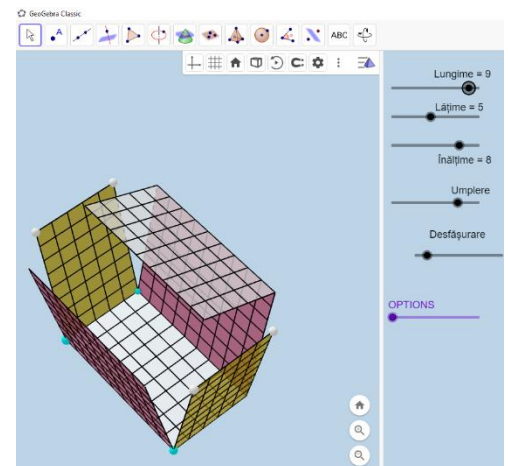 GeoGebra Classic
A
ABC
Lungime = 9
Lățime = 5
Înălțime = 8
Umplere
Desfășurare
OPTIONS